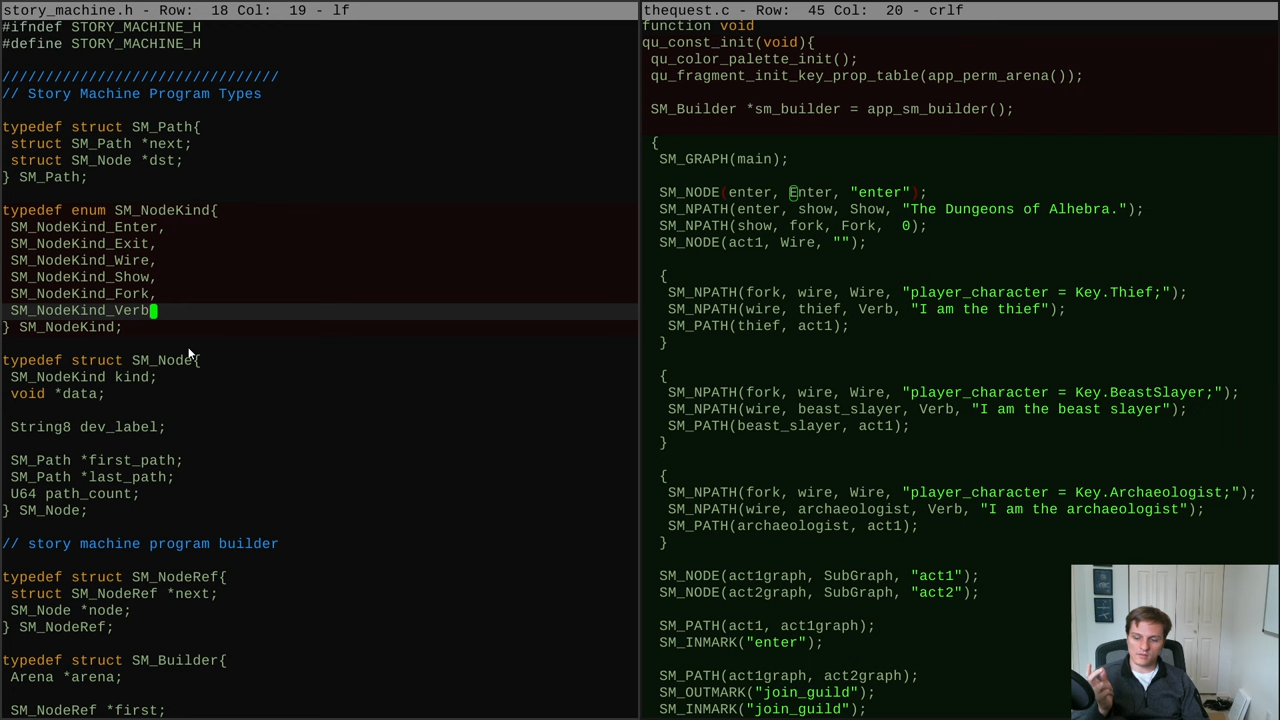 story_machine.h - Row:  18 Col:  19 - lf
#ifndef STORY_MACHINE_H
#define STORY_MACHINE_H
////////////////////////////////
// Story Machine Program Types
typedef struct SM_Path{
struct SM_Path *next;
struct SM_Node *dst;
} SM_Path;
typedef enum SM_NodeKind{
SM_NodeKind_Enter,
SM_NodeKind_Exit,
SM_NodeKind_Wire,
SM_NodeKind_Show,
SM_NodeKind_Fork,
SM_NodeKind_Verb
} SM_NodeKind;
typedef struct SM_Node{
SM_NodeKind kind;
void *data;
String8 dev_label;
SM_Path *first_path;
SM_Path *last_path;
U64 path_count;
} SM_Node;
// story machine program builder
typedef struct SM_NodeRef{
struct SM_NodeRef *next;
SM_Node *node;
} SM_NodeRef;
typedef struct SM_Builder{
Arena *arena;
SM_NodeRef *first;
thequest.c - Row:  45 Col:  20 - crlf
function void
qu_const_init(void){
qu_color_palette_init();
qu_fragment_init_key_prop_table(app_perm_arena());
SM_Builder *sm_builder = app_sm_builder();
{
SM_GRAPH(main);
SM_NODE(enter, Enter, "enter");
SM_NPATH(enter, show, Show, "The Dungeons of Alhebra.");
SM_NPATH(show, fork, Fork,  0);
SM_NODE(act1, Wire, "");
{
SM_NPATH(fork, wire, Wire, "player_character = Key.Thief;");
SM_NPATH(wire, thief, Verb, "I am the thief");
SM_PATH(thief, act1);
}
{
SM_NPATH(fork, wire, Wire, "player_character = Key.BeastSlayer;");
SM_NPATH(wire, beast_slayer, Verb, "I am the beast slayer");
SM_PATH(beast_slayer, act1);
}
{
SM_NPATH(fork, wire, Wire, "player_character = Key.Archaeologist;");
SM_NPATH(wire, archaeologist, Verb, "I am the archaeologist");
SM_PATH(archaeologist, act1);
}
SM_NODE(act1graph, SubGraph, "act1");
SM_NODE(act2graph, SubGraph, "act2");
SM_PATH(act1, act1graph);
SM_INMARK("enter");
SM_PATH(act1graph, act2graph);
SM_OUTMARK("join_guild");
SM_INMARK("join_guild");